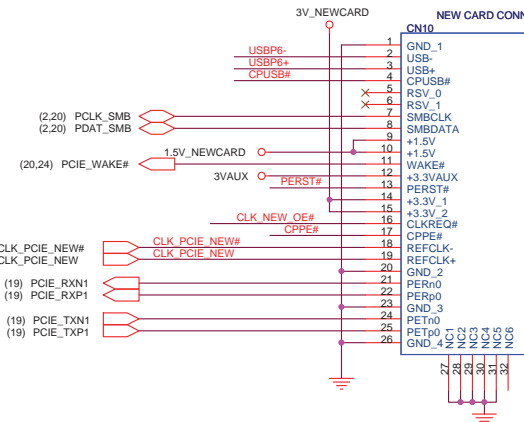 3V_NEWCARD
NEW CARD CONN
CN10
1 GND_1
USBP6- 2 USB-
USBP6+ 3 USB+
CPUSB# 4 CPUSB#
5 RSV_0
6 RSV_1
(2,20) PCLK_SMB 7 SMBCLK
(2,20) PDAT_SMB 8 SMBDATA
9 +1.5V
1.5V_NEWCARD 10 +1.5V
(20,24) PCIE_WAKE# 11 WAKE#
3VAUX 12 +3.3VAUX
PERST# 13 PERST#
14 +3.3V_1
15 +3.3V_2
CLK_NEW_OE# 16 CLKREQ#
CPPE# 17 CPPE#
CLK_PCIE_NEW# CLK_PCIE_NEW# 18 REFCLK-
CLK_PCIE_NEW CLK_PCIE_NEW 19 REFCLK+
20 GND_2
(19) PCIE_RXN1 21 PERn0
(19) PCIE_RXP1 22 PERp0
23 GND_3
(19) PCIE_TXN1 24 PETn0
(19) PCIE_TXP1 25 PETp0
26 GND_4
NC1 NC2 NC3 NC4 NC5 NC6
27 28 29 30 31 32